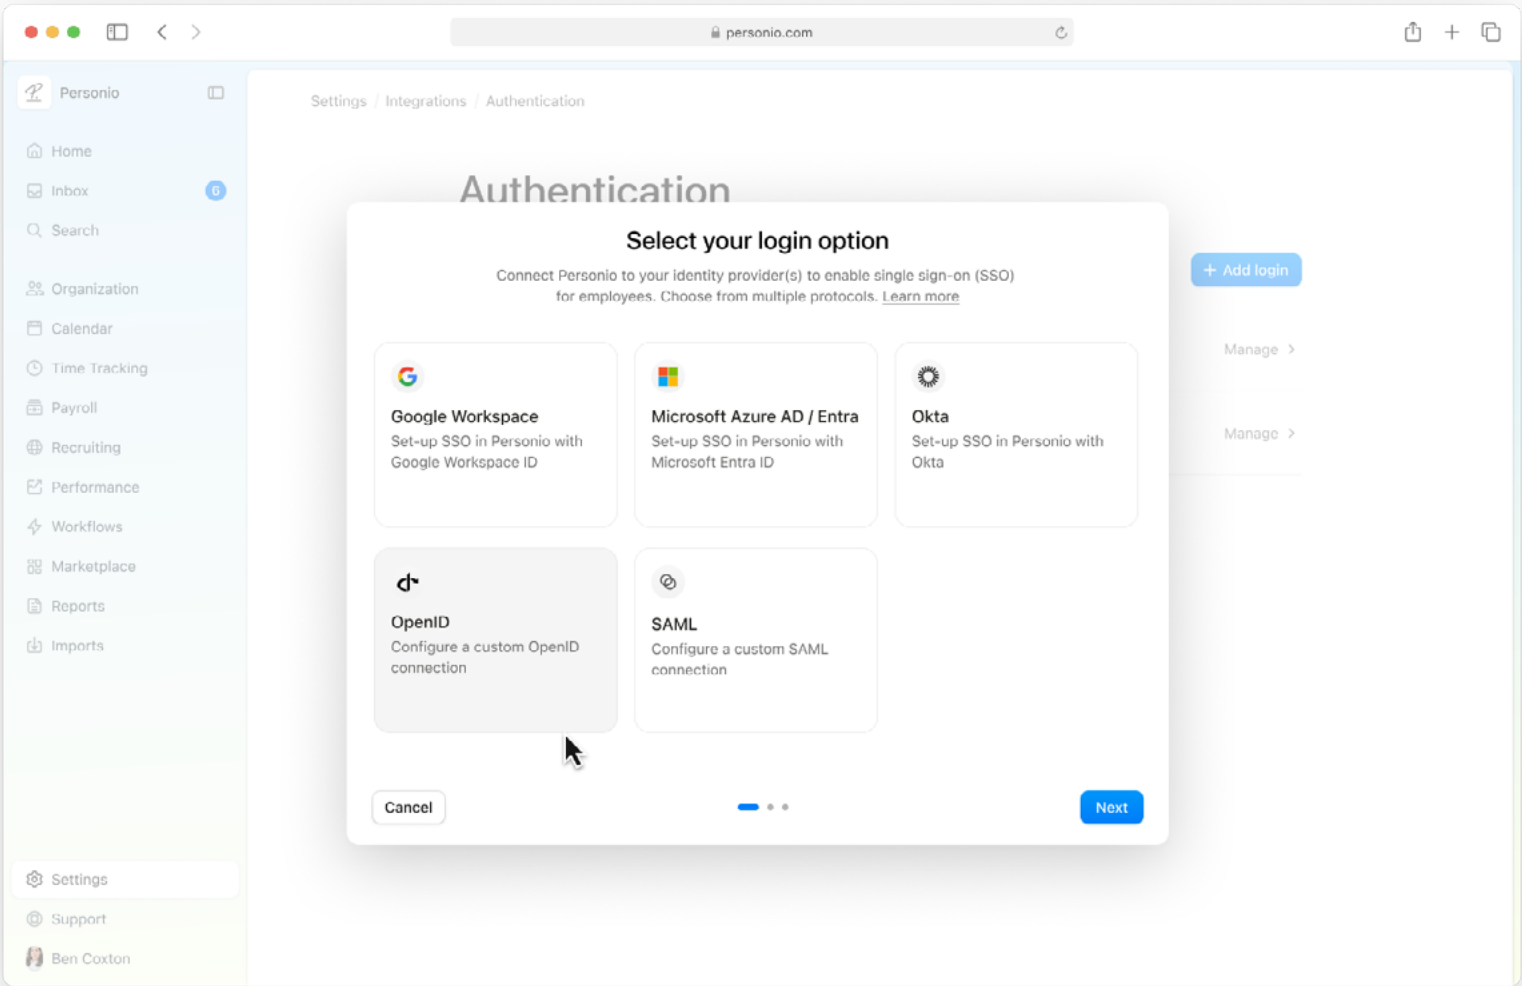 personio.com
Personio
Home
Inbox
6
Search
Organization
Calendar
Time Tracking
Payroll
Recruiting
Performance
Workflows
Marketplace
Reports
Imports
Settings
Support
Ben Coxton
Settings / Integrations / Authentication
Authentication
+ Add login
Manage
Manage
Select your login option
Connect Personio to your identity provider(s) to enable single sign-on (SSO)
for employees. Choose from multiple protocols. Learn more
Google Workspace
Set-up SSO in Personio with
Google Workspace ID
Microsoft Azure AD / Entra
Set-up SSO in Personio with
Microsoft Entra ID
Okta
Set-up SSO in Personio with
Okta
OpenID
Configure a custom OpenID
connection
SAML
Configure a custom SAML
connection
Cancel
Next